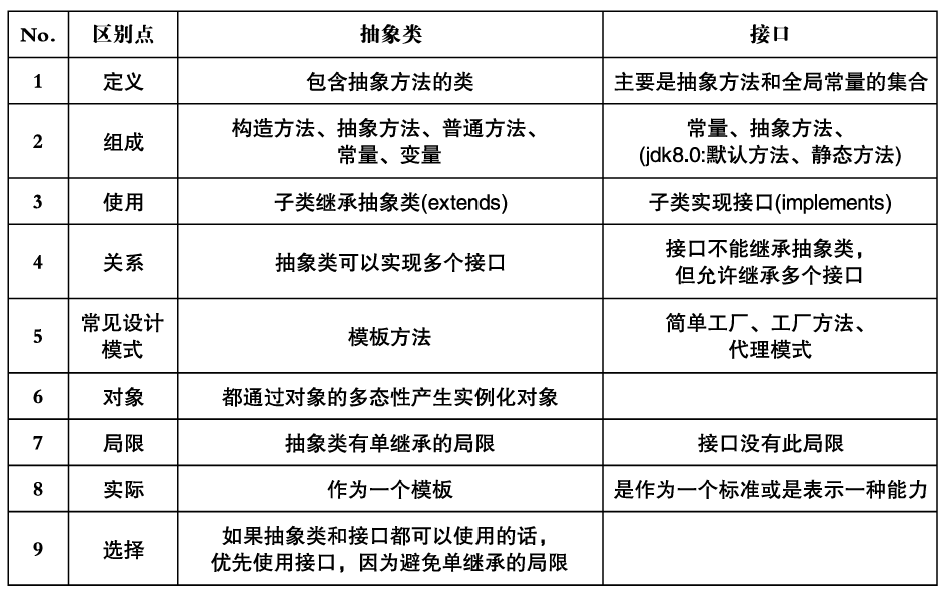 No. 区别点 抽象类 接口
1 定义 包含抽象方法的类 主要是抽象方法和全局常量的集合
2 组成 构造方法、抽象方法、普通方法、
常量、变量 常量、抽象方法、
(jdk8.0:默认方法、静态方法)
3 使用 子类继承抽象类(extends) 子类实现接口(implements)
4 关系 抽象类可以实现多个接口 接口不能继承抽象类，
但允许继承多个接口
5 常见设计
模式 模板方法 简单工厂、工厂方法、
代理模式
6 对象 都通过对象的多态性产生实例化对象
7 局限 抽象类有单继承的局限 接口没有此局限
8 实际 作为一个模板 是作为一个标准或是表示一种能力
9 选择 如果抽象类和接口都可以使用的话，
优先使用接口，因为避免单继承的局限